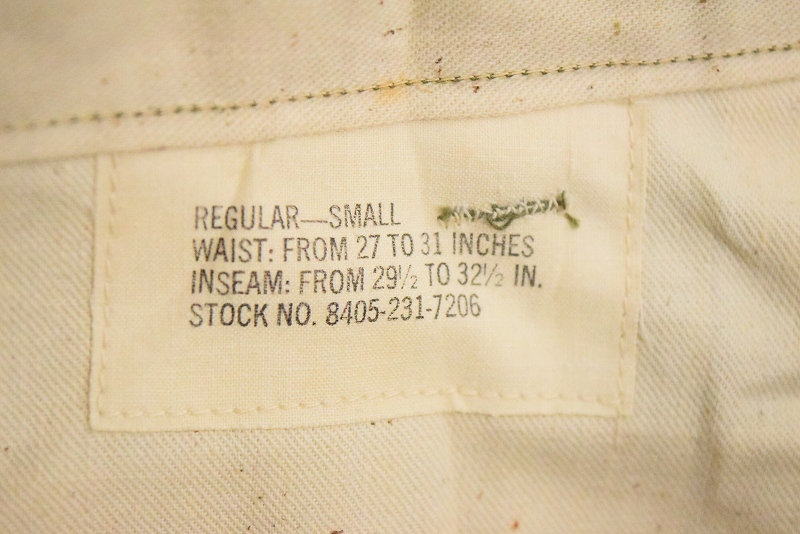 REGULAR—SMALL
WAIST: FROM 27 TO 31 INCHES
INSEAM: FROM 29½ TO 32½ IN.
STOCK NO. 8405-231-7206